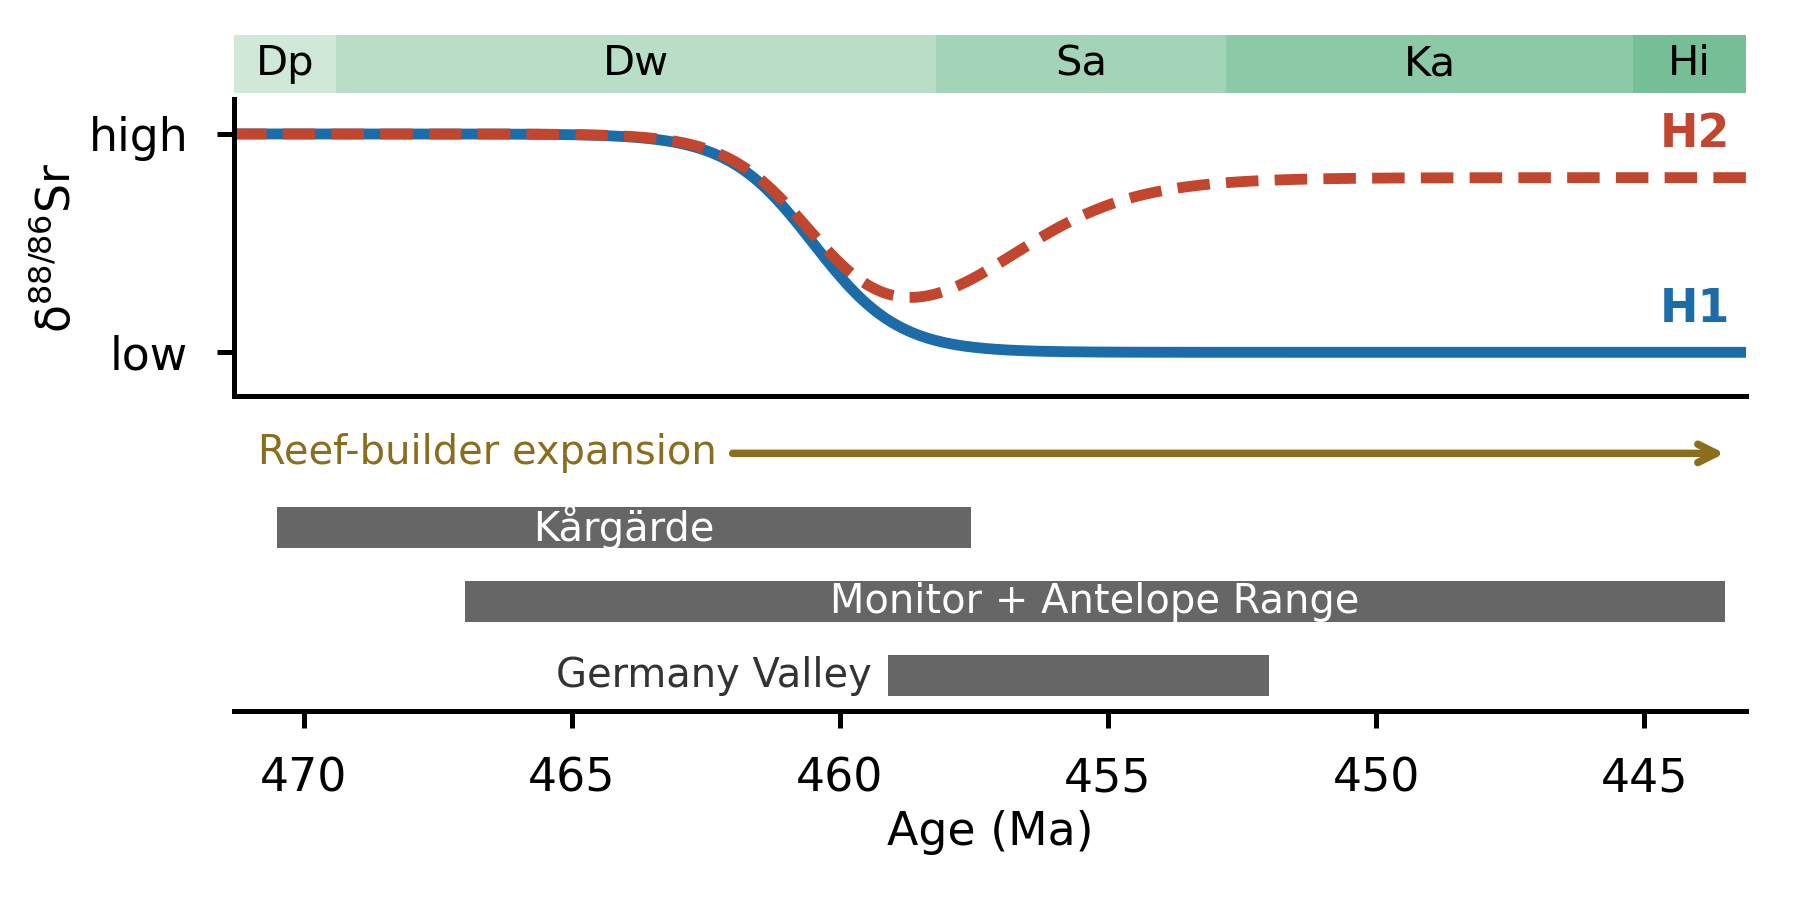 Dp Dw Sa Ka Hi
high
H2
δ⁸⁸/⁸⁶Sr
H1
low
Reef-builder expansion
Kårgärde
Monitor + Antelope Range
Germany Valley
470 465 460 455 450 445
Age (Ma)